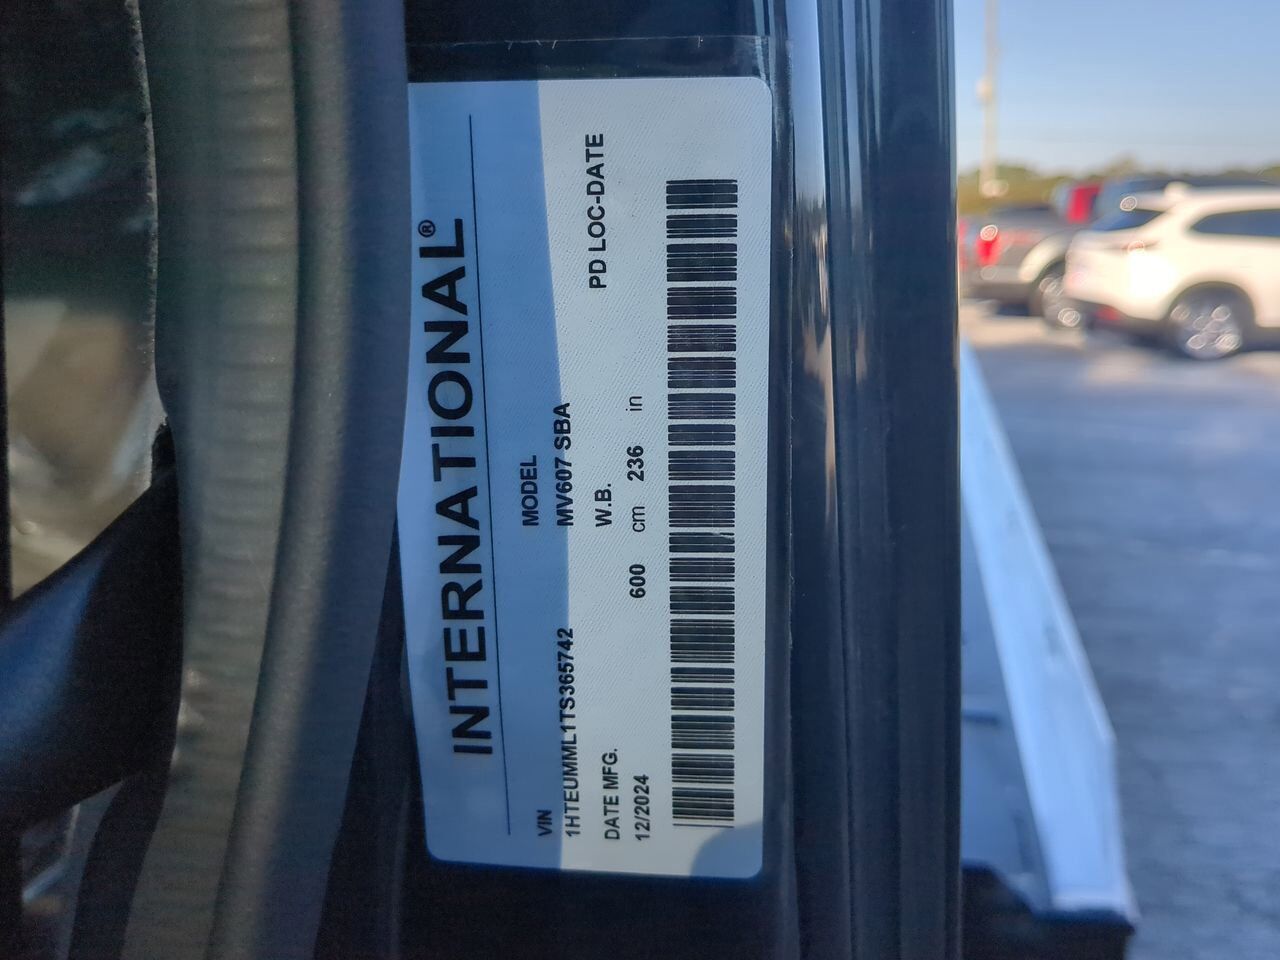 INTERNATIONAL®
VIN MODEL
1HTEUMML1TS365742 MV607 SBA
DATE MFG. W.B. PD LOC-DATE
12/2024 600 cm 236 in